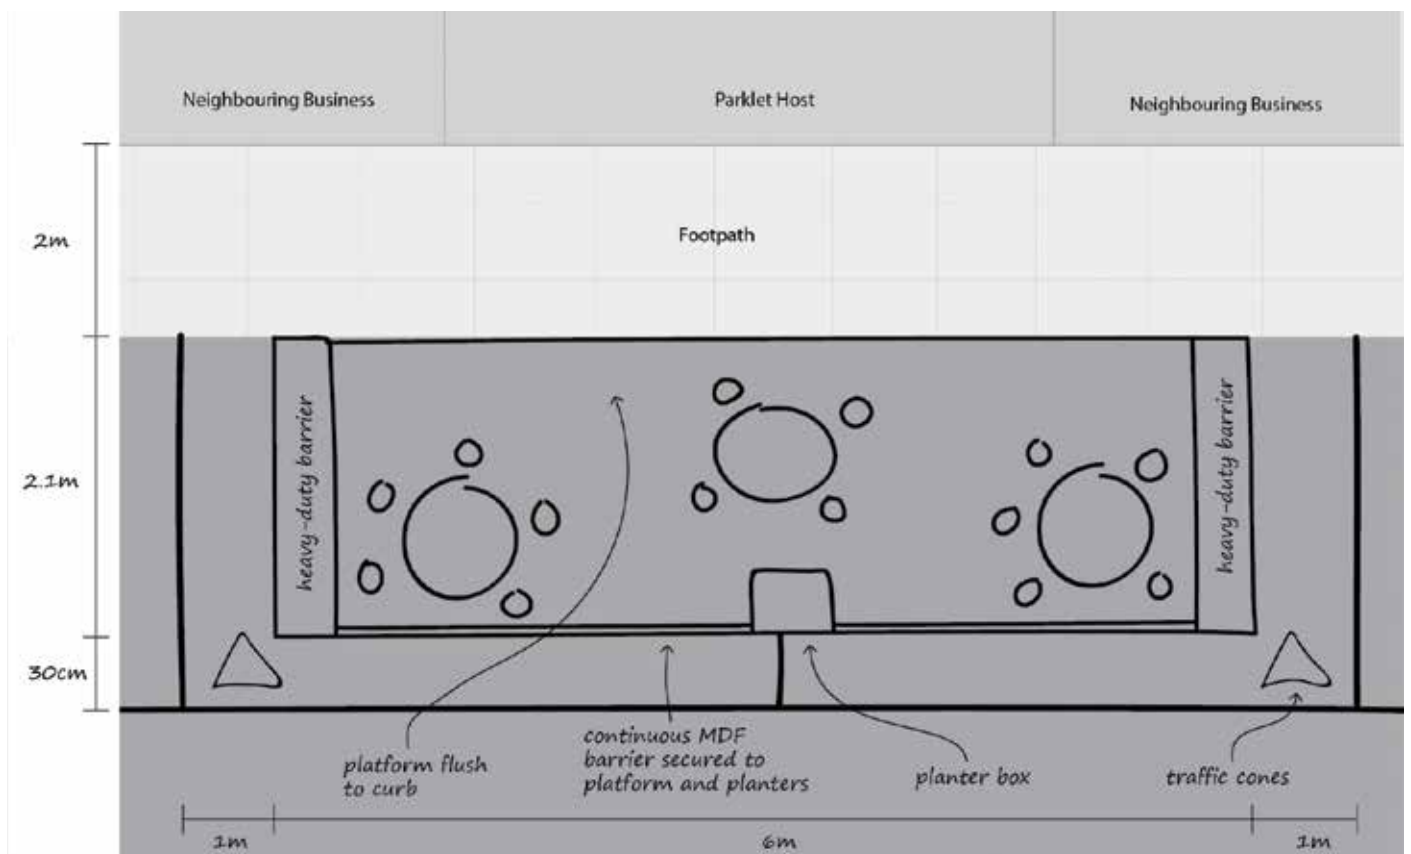 Neighbouring Business
Parklet Host
Neighbouring Business
2m
Footpath
2.1m
heavy-duty barrier
heavy-duty barrier
30cm
platform flush
to curb
continuous MDF
barrier secured to
platform and planters
planter box
traffic cones
1m
6m
1m